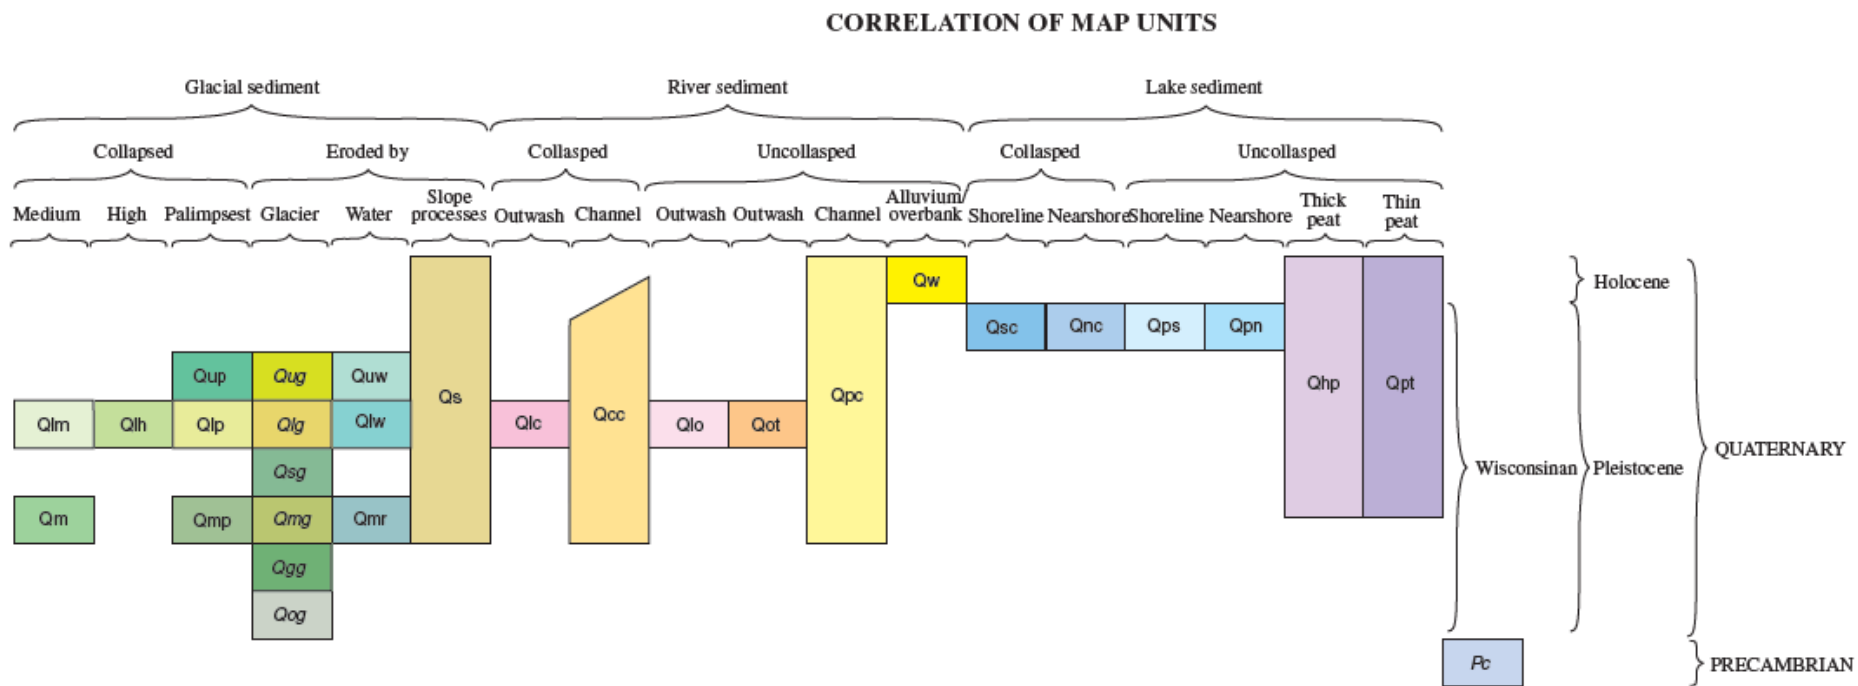 CORRELATION OF MAP UNITS
Glacial sediment River sediment Lake sediment
Collapsed Eroded by Collasped Uncollasped Collasped Uncollasped
Medium High Palimpsest Glacier Water Slope processes Outwash Channel Outwash Outwash Channel Alluvium/overbank Shoreline Nearshore Shoreline Nearshore Thick peat Thin peat
Qw Holocene
Qsc Qnc Qps Qpn
Qup Qug Quw Qs Qpc Qhp Qpt
Qlm Qlh Qlp Qlg Qlw Qlc Qcc Qlo Qot
QUATERNARY
Qsg Wisconsinan Pleistocene
Qm Qmp Qmg Qmr
Qgg
Qog
Pc PRECAMBRIAN